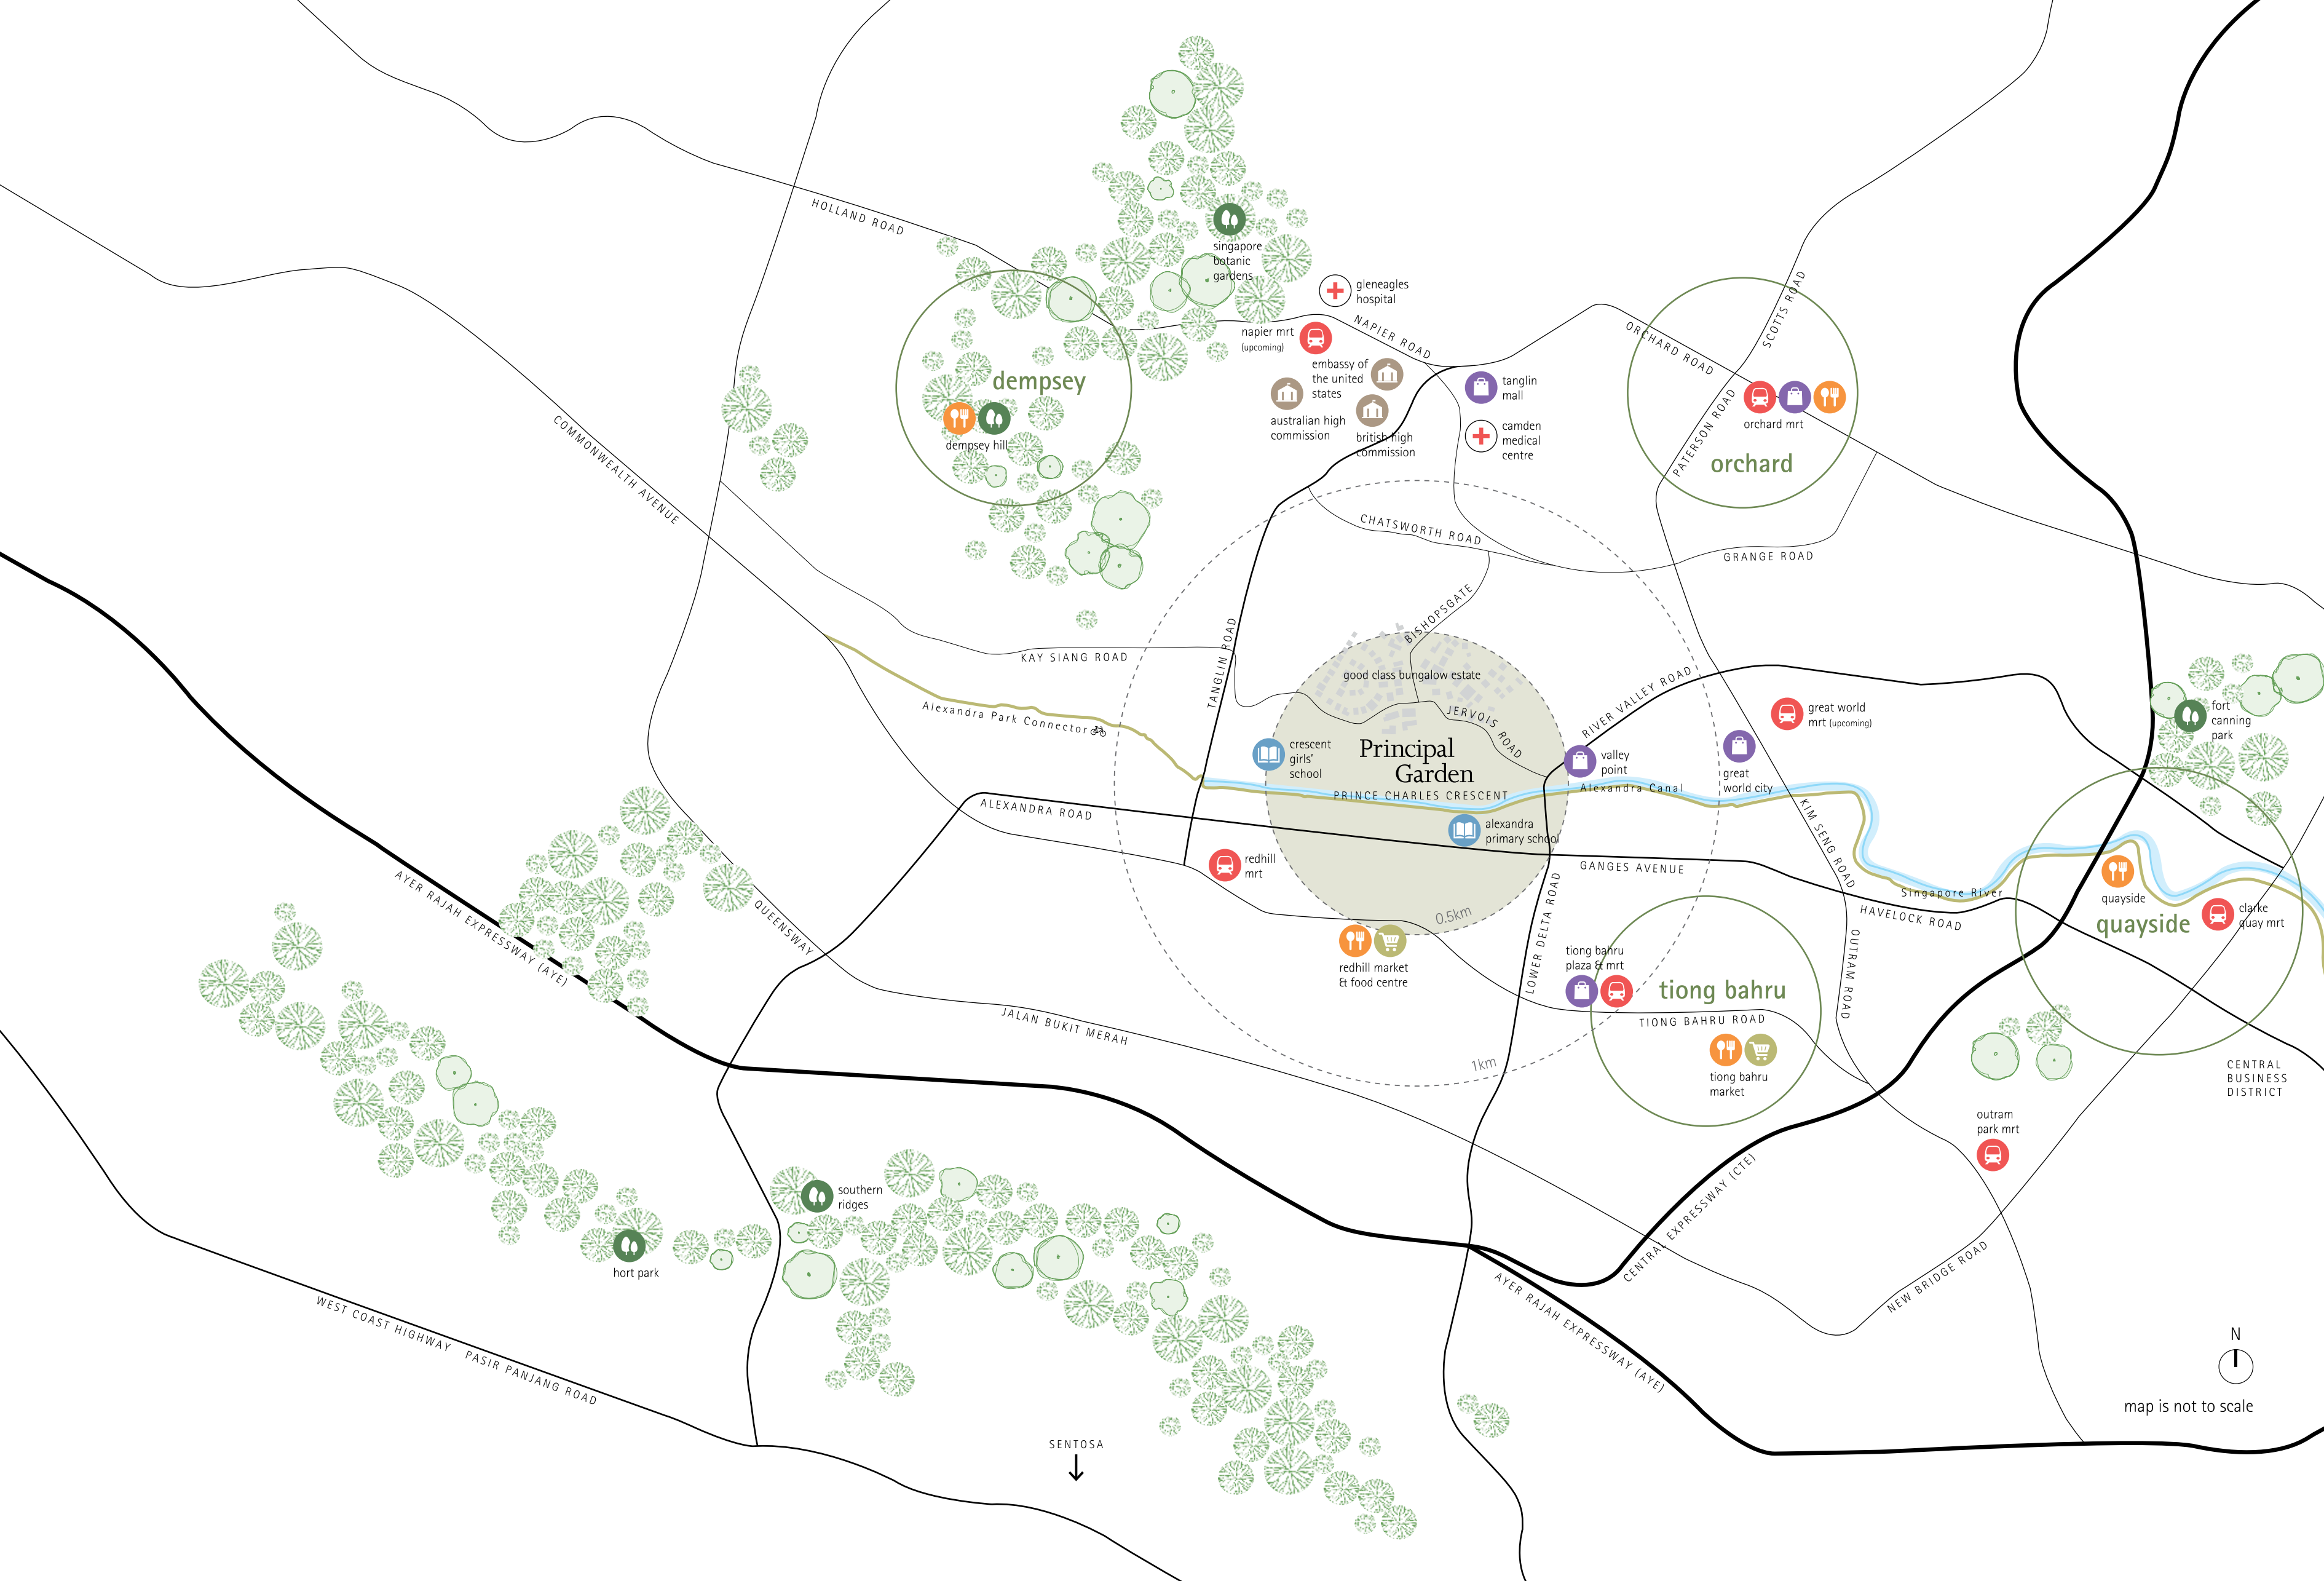 HOLLAND ROAD
singapore
botanic
gardens
gleneagles
hospital
napier mrt
(upcoming)
NAPIER ROAD
embassy of
the united
states
australian high
commission
british high
commission
tanglin
mall
camden
medical
centre
ORCHARD ROAD
SCOTTS ROAD
PATERSON ROAD
orchard mrt
orchard
dempsey
dempsey hill
COMMONWEALTH AVENUE
CHATSWORTH ROAD
GRANGE ROAD
BISHOPSGATE
KAY SIANG ROAD
TANGLIN ROAD
good class bungalow estate
JERVOIS ROAD
RIVER VALLEY ROAD
Alexandra Park Connector
crescent
girls'
school
Principal
Garden
PRINCE CHARLES CRESCENT
valley
point
Alexandra Canal
great world
mrt (upcoming)
great
world city
fort
canning
park
ALEXANDRA ROAD
alexandra
primary school
redhill
mrt
GANGES AVENUE
KIM SENG ROAD
Singapore River
HAVELOCK ROAD
quayside
quayside
clarke
quay mrt
AYER RAJAH EXPRESSWAY (AYE)
QUEENSWAY
0.5km
redhill market
& food centre
LOWER DELTA ROAD
tiong bahru
plaza & mrt
tiong bahru
TIONG BAHRU ROAD
OUTRAM ROAD
JALAN BUKIT MERAH
1km
tiong bahru
market
CENTRAL
BUSINESS
DISTRICT
outram
park mrt
southern
ridges
hort park
CENTRAL EXPRESSWAY (CTE)
NEW BRIDGE ROAD
AYER RAJAH EXPRESSWAY (AYE)
WEST COAST HIGHWAY
PASIR PANJANG ROAD
SENTOSA
N
map is not to scale